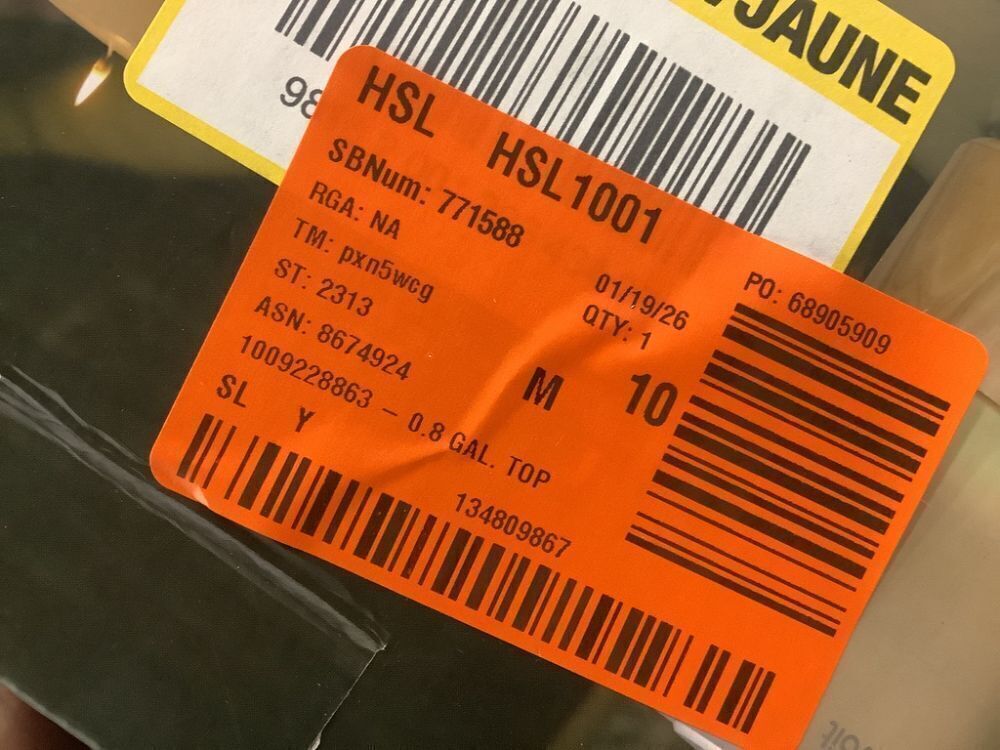 JAUNE
98
HSL HSL1001
SBNum: 771588
RGA: NA
TM: pxn5wcg
ST: 2313
ASN: 8674924
1009228863 – 0.8 GAL. TOP
SL Y
01/19/26
QTY: 1
M 10
PO: 68905909
134809867